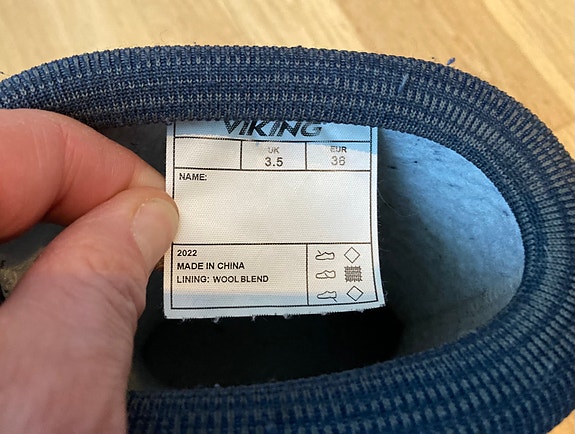 VIKING
UK EUR
3.5 36
NAME:
2022
MADE IN CHINA
LINING: WOOL BLEND